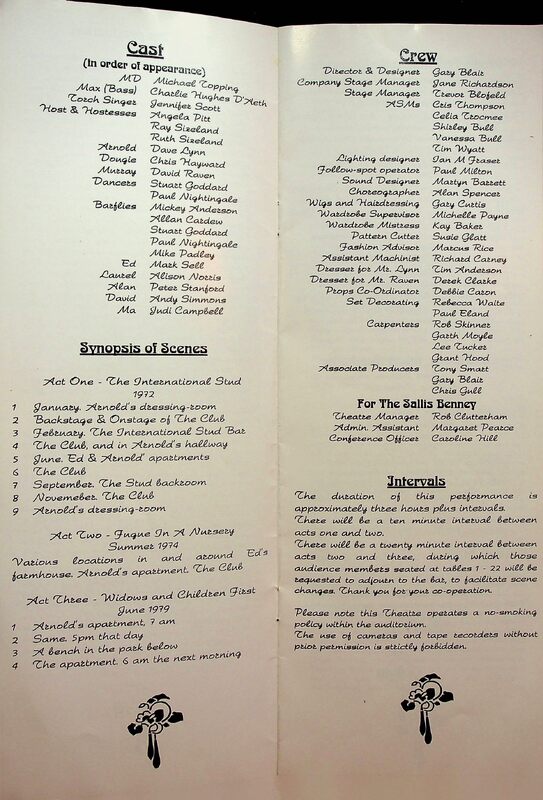 Cast
(In order of appearance)
MD Michael Topping
Max (Bass) Charlie Hughes D'Aeth
Torch Singer Jennifer Scott
Host & Hostesses Angela Pitt
Ray Sizeland
Ruth Sizeland
Arnold Dave Lynn
Dougie Chris Hayward
Murray David Raven
Dancers Stuart Goddard
Paul Nightingale
Barflies Mickey Anderson
Allan Cardew
Stuart Goddard
Paul Nightingale
Mike Padley
Ed Mark Sell
Laurel Alison Norris
Alan Peter Stanford
David Andy Simmons
Ma Judi Campbell
Synopsis of Scenes
Act One - The International Stud
1972
1 January. Arnold's dressing-room
2 Backstage & Onstage of The Club
3 February. The International Stud Bar
4 The Club, and in Arnold's hallway
5 June. Ed & Arnold' apartments
6 The Club
7 September. The Stud backroom
8 Novemeber. The Club
9 Arnold's dressing-room
Act Two - Fugue In A Nursery
Summer 1974
Various locations in and around Ed's
farmhouse. Arnold's apartment. The Club
Act Three - Widows and Children First
June 1979
1 Arnold's apartment, 7 am
2 Same. 5pm that day
3 A bench in the park below
4 The apartment. 6 am the next morning
Crew
Director & Designer Gary Blair
Company Stage Manager Jane Richardson
Stage Manager Trevor Blofeld
ASMs Cris Thompson
Celia Trocmee
Shirley Bull
Vanessa Bull
Tim Wyatt
Lighting designer Ian M Fraser
Follow-spot operator Paul Milton
Sound Designer Martyn Barrett
Choreographer Alan Spencer
Wigs and Hairdressing Gary Curtis
Wardrobe Supervisor Michelle Payne
Wardrobe Mistress Kay Baker
Pattern Cutter Susie Glatt
Fashion Advisor Marcus Rice
Assistant Machinist Richard Carney
Dresser for Mr. Lynn Tim Anderson
Dresser for Mr. Raven Derek Clarke
Props Co-Ordinator Debbie Caron
Set Decorating Rebecca Waite
Paul Eland
Carpenters Rob Skinner
Garth Moyle
Lee Tucker
Grant Hood
Associate Producers Tony Smart
Gary Blair
Chris Gull
For The Sallis Benney
Theatre Manager Rob Clutterham
Admin. Assistant Margaret Pearce
Conference Officer Caroline Hill
Intervals
The duration of this performance is
approximately three hours plus intervals.
There will be a ten minute interval between
acts one and two.
There will be a twenty minute interval between
acts two and three, during which those
audience members seated at tables 1 - 22 will be
requested to adjourn to the bar, to facilitate scene
changes. Thank you for your co-operation.
Please note this Theatre operates a no-smoking
policy within the auditorium.
The use of cameras and tape recorders without
prior permission is strictly forbidden.